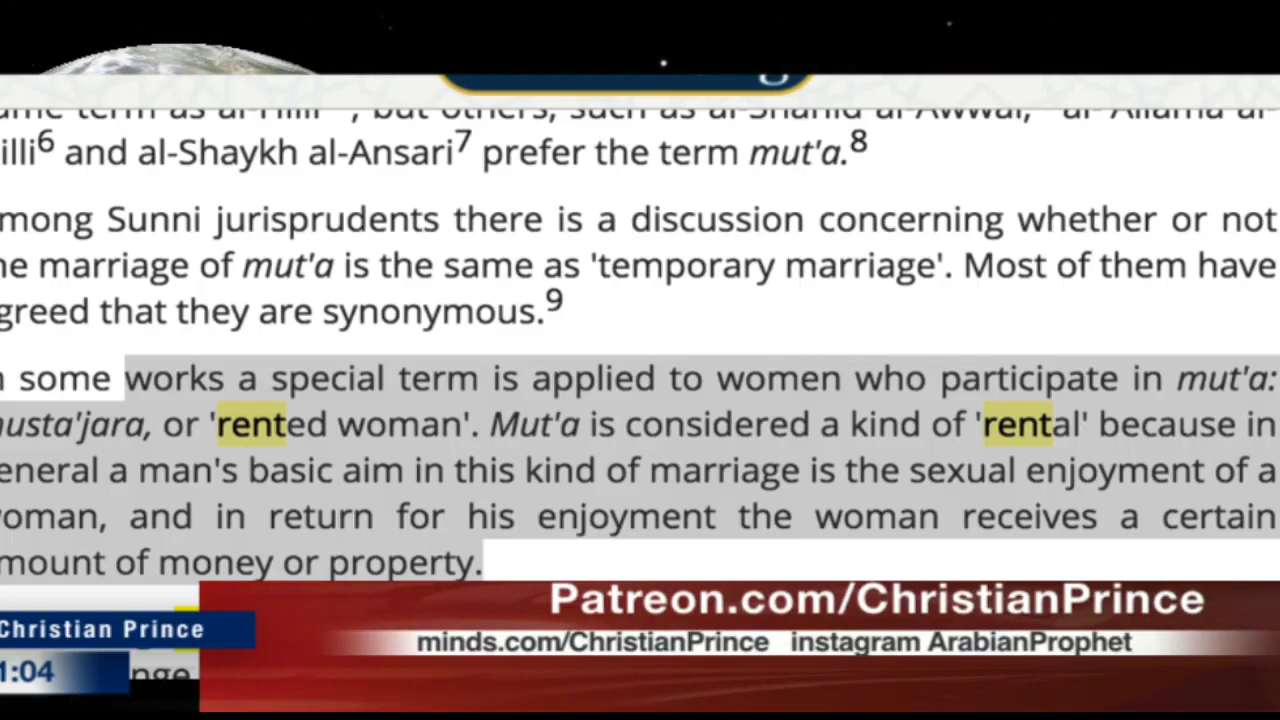 illi6 and al-Shaykh al-Ansari7 prefer the term mut'a.8
mong Sunni jurisprudents there is a discussion concerning whether or not
he marriage of mut'a is the same as 'temporary marriage'. Most of them have
greed that they are synonymous.9
n some works a special term is applied to women who participate in mut'a:
musta'jara, or 'rented woman'. Mut'a is considered a kind of 'rental' because in
eneral a man's basic aim in this kind of marriage is the sexual enjoyment of a
woman, and in return for his enjoyment the woman receives a certain
mount of money or property.
Patreon.com/ChristianPrince
Christian Prince
minds.com/ChristianPrince instagram ArabianProphet
1:04